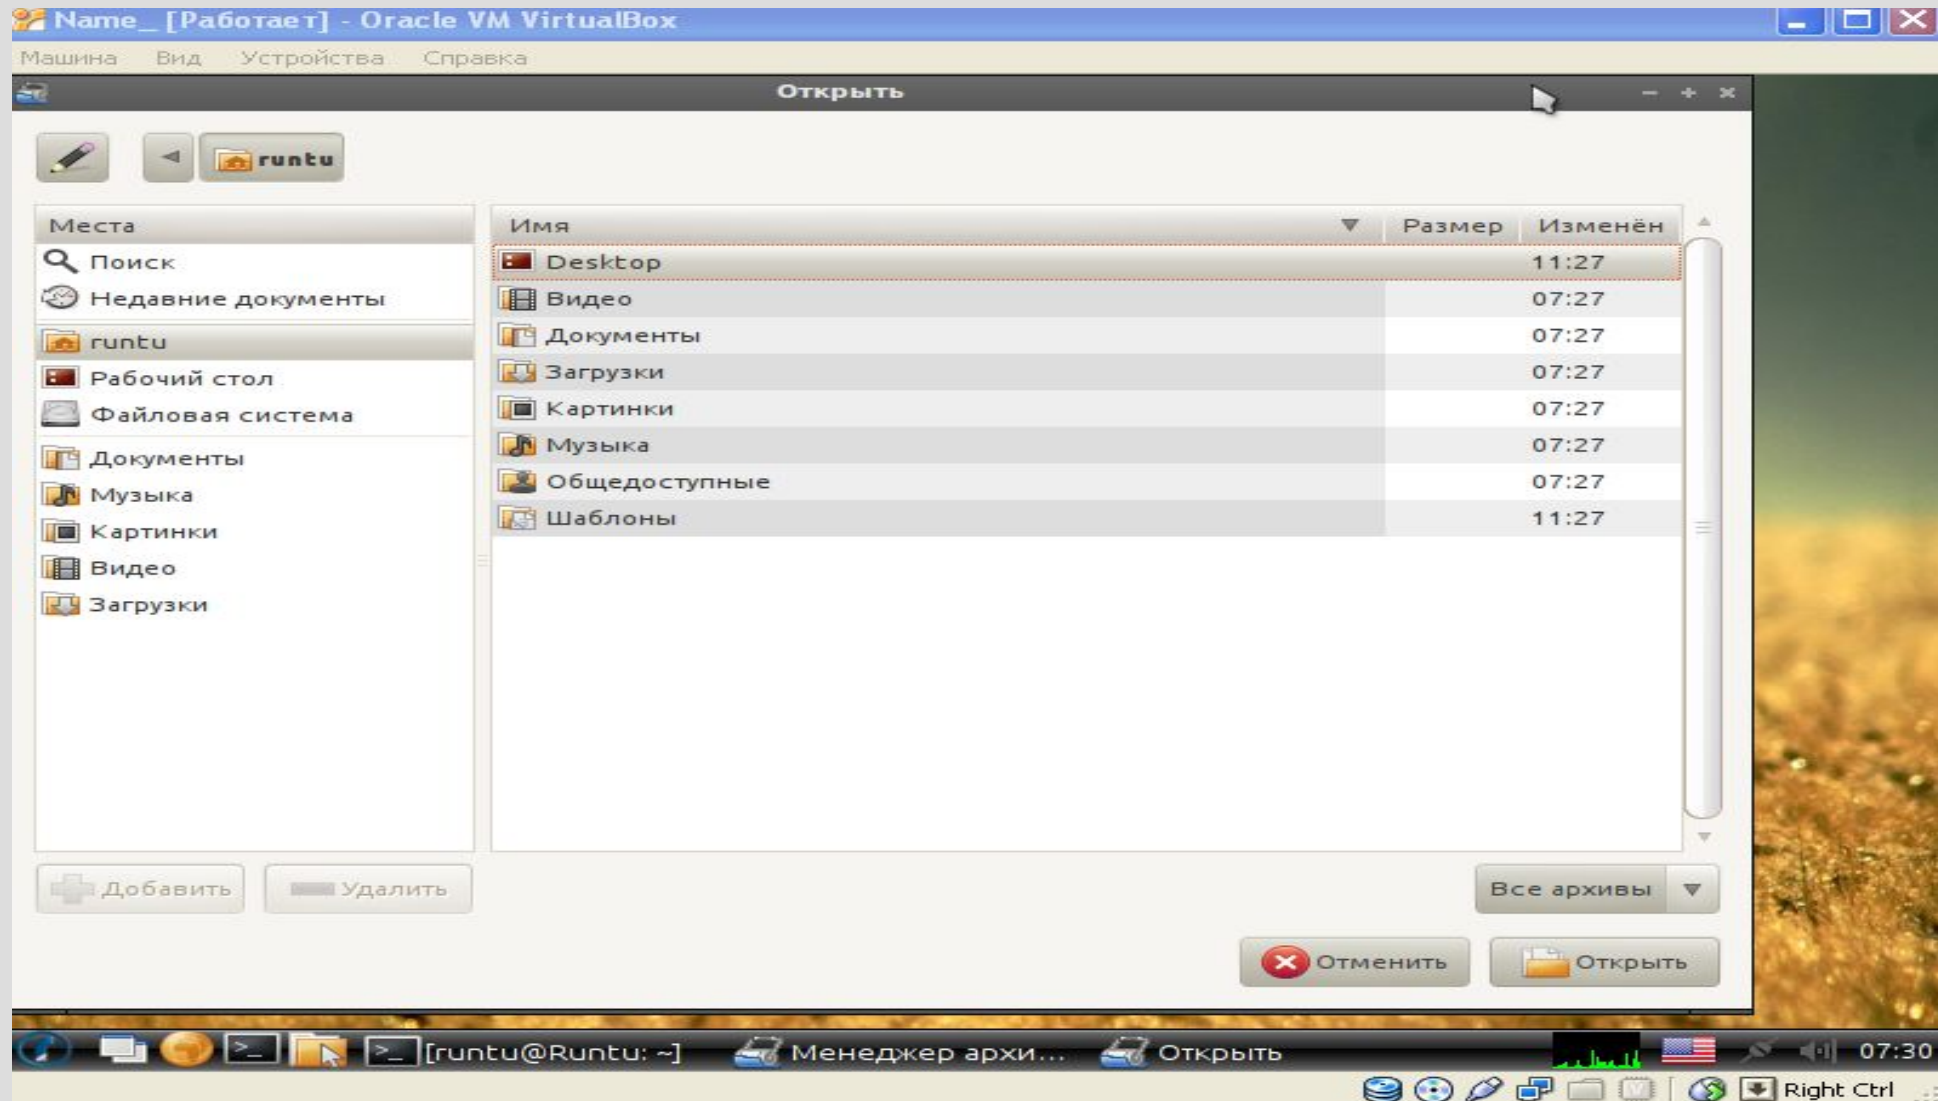 Name_ [Работает] - Oracle VM VirtualBox
Машина Вид Устройства Справка
Открыть
runtu
Места
Поиск
Недавние документы
runtu
Рабочий стол
Файловая система
Документы
Музыка
Картинки
Видео
Загрузки
Имя Размер Изменён
Desktop 11:27
Видео 07:27
Документы 07:27
Загрузки 07:27
Картинки 07:27
Музыка 07:27
Общедоступные 07:27
Шаблоны 11:27
Добавить Удалить
Все архивы
Отменить Открыть
[runtu@Runtu: ~] Менеджер архи... Открыть 07:30
Right Ctrl